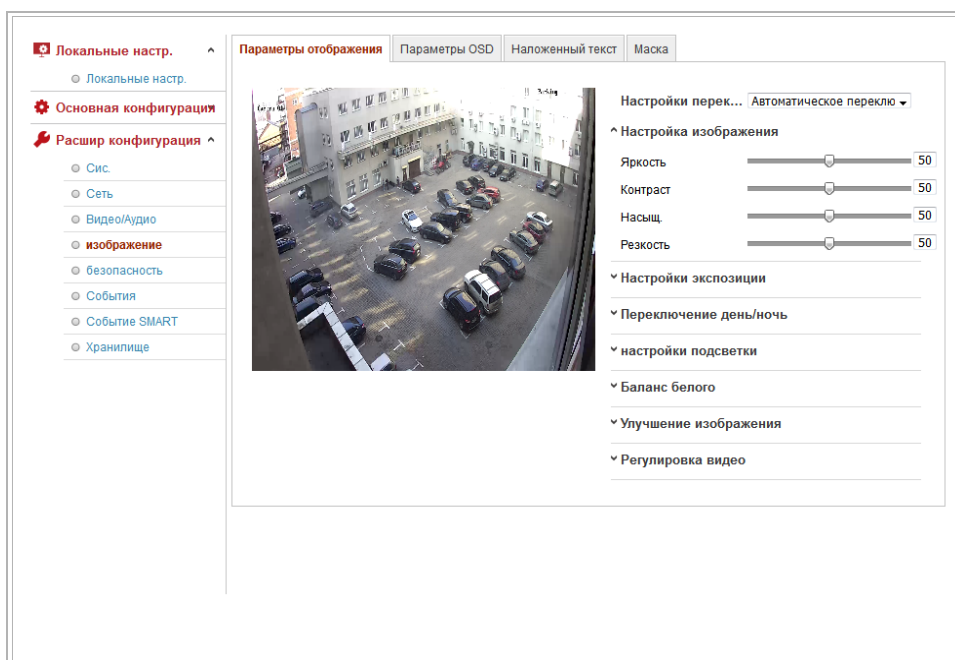 Локальные настр.
Локальные настр.
Основная конфигурация
Расшир конфигурация
Сис.
Сеть
Видео/Аудио
изображение
безопасность
События
Событие SMART
Хранилище
Параметры отображения
Параметры OSD
Наложенный текст
Маска
Parking
Настройки перек... Автоматическое переклю
Настройка изображения
Яркость 50
Контраст 50
Насыщ. 50
Резкость 50
Настройки экспозиции
Переключение день/ночь
настройки подсветки
Баланс белого
Улучшение изображения
Регулировка видео